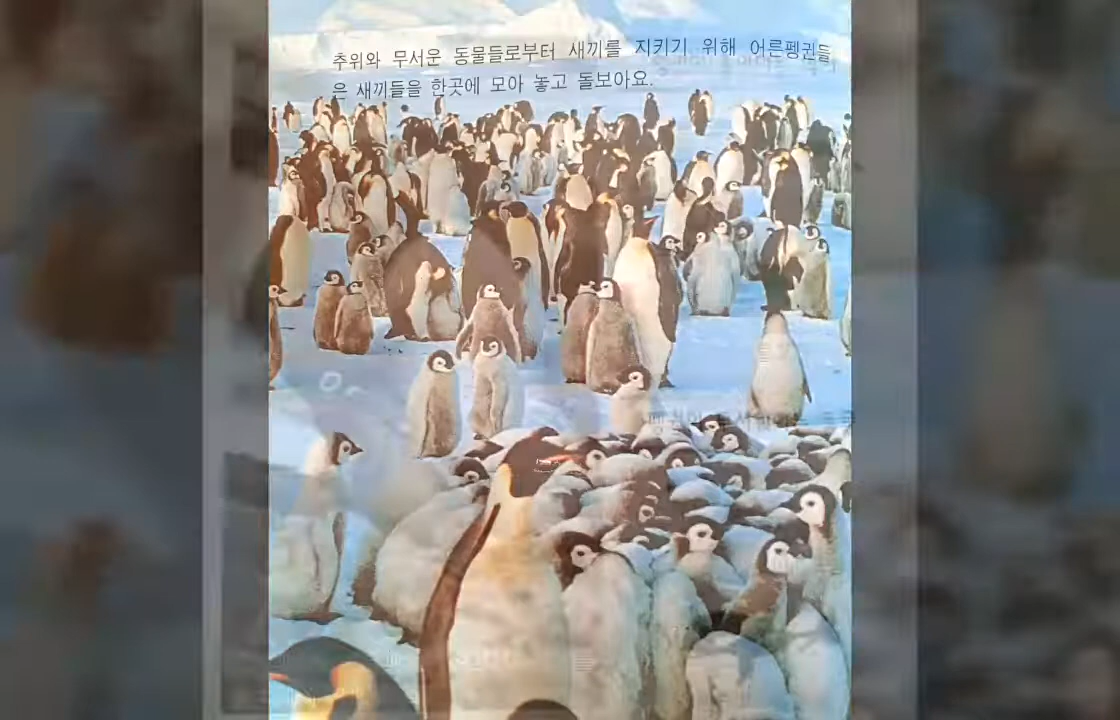 추위와 무서운 동물들로부터 새끼를 지키기 위해 어른펭귄들
은 새끼들을 한곳에 모아 놓고 돌보아요.